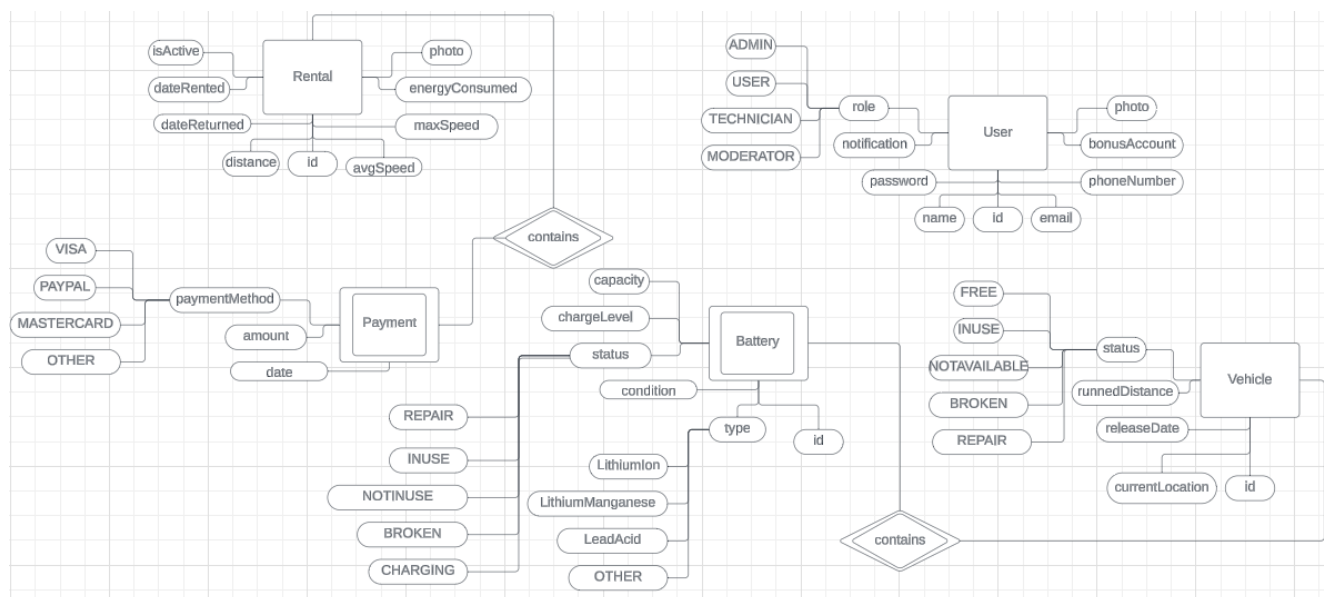 isActive
Rental
photo
dateRented
energyConsumed
dateReturned
maxSpeed
distance
id
avgSpeed
ADMIN
USER
role
TECHNICIAN
notification
MODERATOR
User
photo
bonusAccount
password
phoneNumber
name
id
email
contains
VISA
PAYPAL
paymentMethod
MASTERCARD
amount
OTHER
date
Payment
capacity
chargeLevel
status
Battery
condition
REPAIR
type
id
INUSE
LithiumIon
NOTINUSE
LithiumManganese
BROKEN
LeadAcid
CHARGING
OTHER
FREE
INUSE
status
NOTAVAILABLE
runnedDistance
Vehicle
BROKEN
releaseDate
REPAIR
currentLocation
id
contains